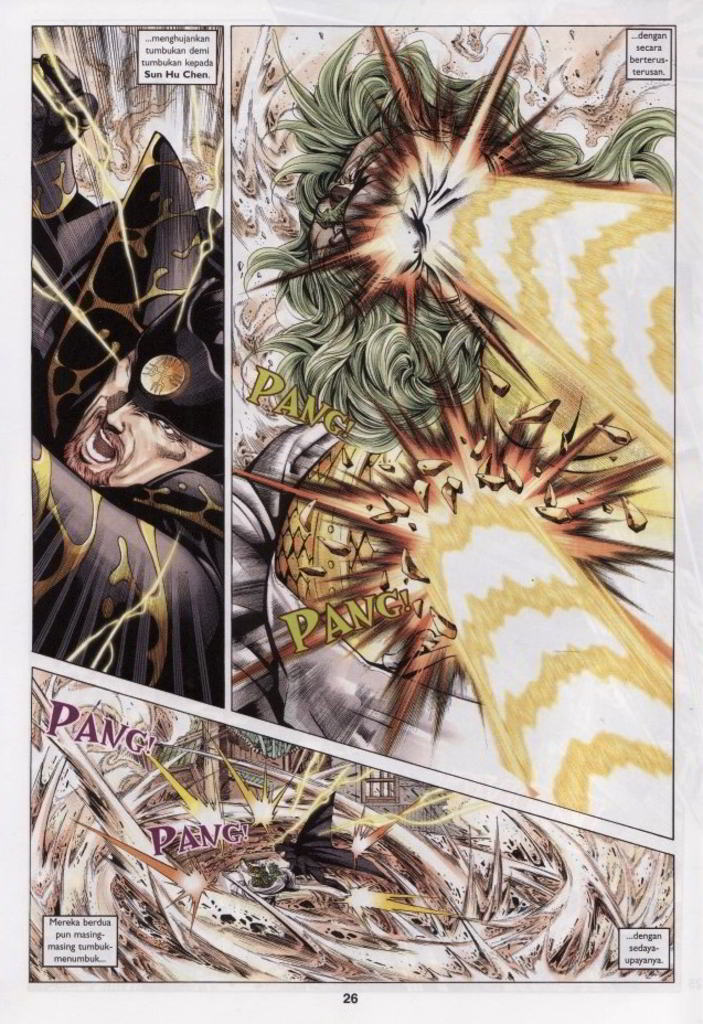 ...menghujankan
tumbukan demi
tumbukan kepada
Sun Hu Chen.
...dengan
secara
berterus-
terusan.
PANG!
PANG!
PANG!
PANG!
Mereka berdua
pun masing-
masing tumbuk-
menumbuk...
...dengan
sedaya-
upayanya.
26